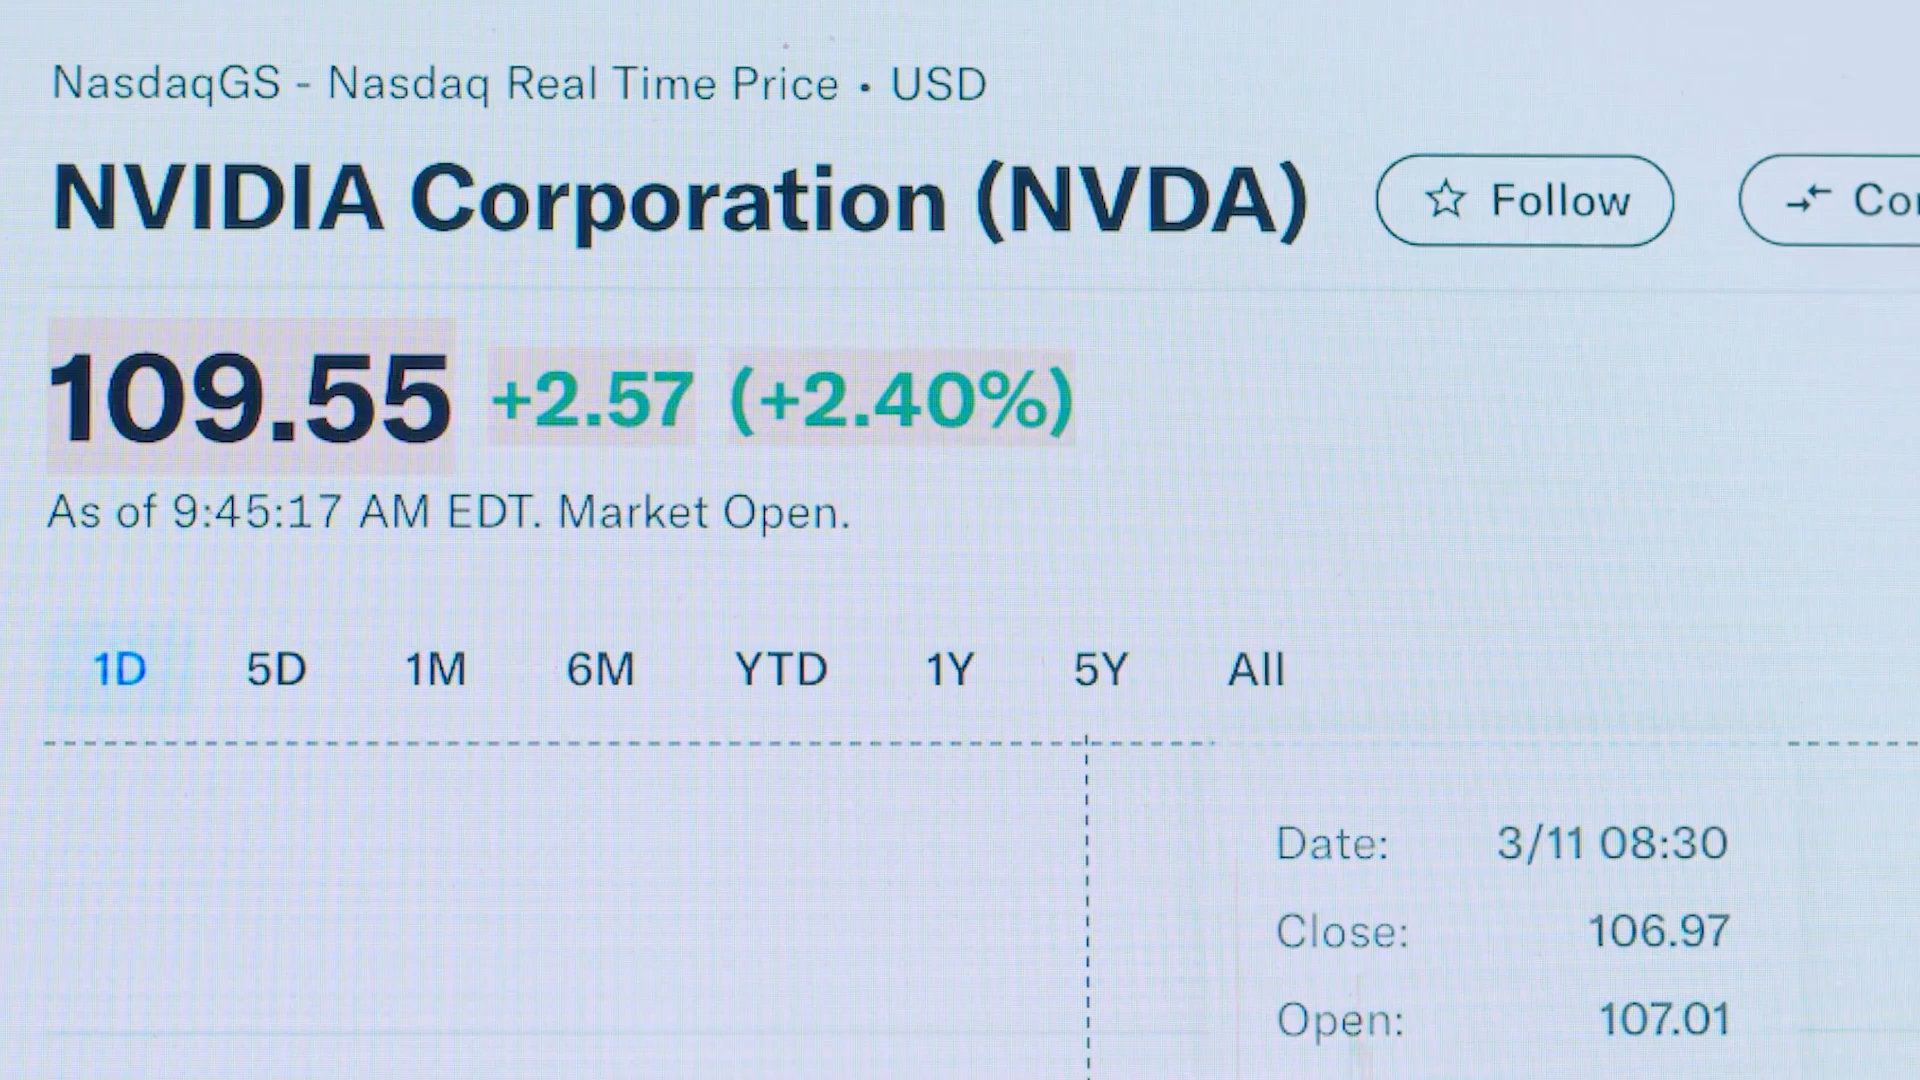 NasdaqGS - Nasdaq Real Time Price • USD
NVIDIA Corporation (NVDA)
Follow
109.55 +2.57 (+2.40%)
As of 9:45:17 AM EDT. Market Open.
1D 5D 1M 6M YTD 1Y 5Y All
Date: 3/11 08:30
Close: 106.97
Open: 107.01